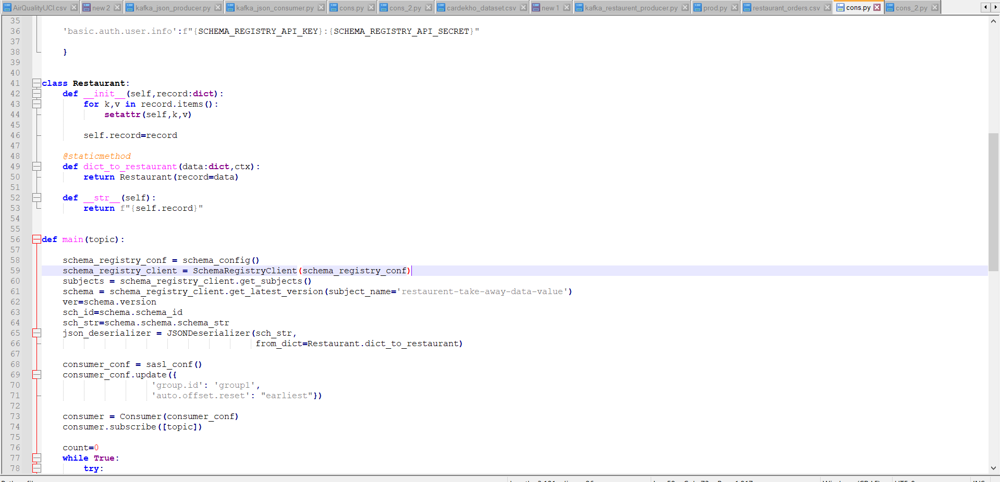 AirQualityUCI.csv new 2 kafka_json_producer.py kafka_json_consumer.py cons.py cons_2.py cardekho_dataset.csv new 1 kafka_restaurent_producer.py prod.py restaurant_orders.csv cons.py cons_2.py
35
36 'basic.auth.user.info':f"{SCHEMA_REGISTRY_API_KEY}:{SCHEMA_REGISTRY_API_SECRET}"
37
38 }
39
40
41 class Restaurant:
42 def __init__(self,record:dict):
43 for k,v in record.items():
44 setattr(self,k,v)
45
46 self.record=record
47
48 @staticmethod
49 def dict_to_restaurant(data:dict,ctx):
50 return Restaurant(record=data)
51
52 def __str__(self):
53 return f"{self.record}"
54
55
56 def main(topic):
57
58 schema_registry_conf = schema_config()
59 schema_registry_client = SchemaRegistryClient(schema_registry_conf)
60 subjects = schema_registry_client.get_subjects()
61 schema = schema_registry_client.get_latest_version(subject_name='restaurent-take-away-data-value')
62 ver=schema.version
63 sch_id=schema.schema_id
64 sch_str=schema.schema.schema_str
65 json_deserializer = JSONDeserializer(sch_str,
66 from_dict=Restaurant.dict_to_restaurant)
67
68 consumer_conf = sasl_conf()
69 consumer_conf.update({
70 'group.id': 'group1',
71 'auto.offset.reset': "earliest"})
72
73 consumer = Consumer(consumer_conf)
74 consumer.subscribe([topic])
75
76 count=0
77 while True:
78 try: